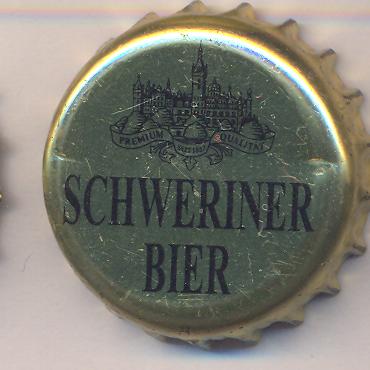 PREMIUM QUALITÄT
SCHWERINER
BIER